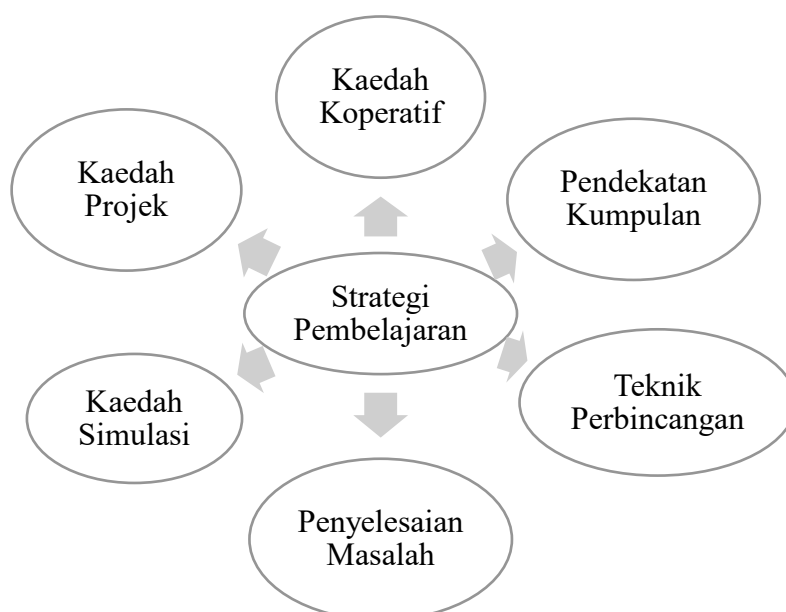 Kaedah
Koperatif
Kaedah
Projek
Pendekatan
Kumpulan
Strategi
Pembelajaran
Kaedah
Simulasi
Teknik
Perbincangan
Penyelesaian
Masalah